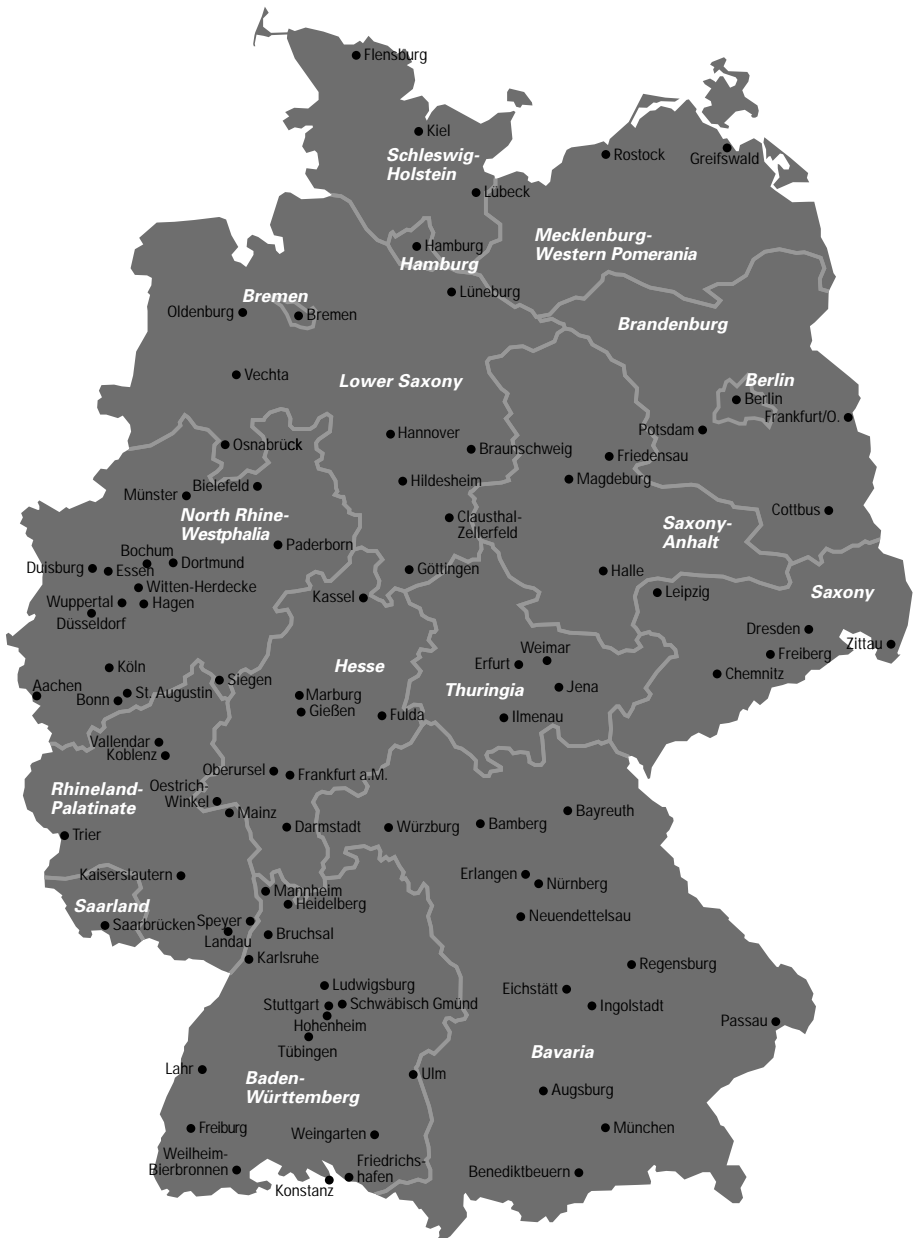 Flensburg
Kiel
Schleswig-
Holstein
Rostock
Greifswald
Lübeck
Mecklenburg-
Western Pomerania
Hamburg
Hamburg
Lüneburg
Bremen
Oldenburg
Bremen
Brandenburg
Vechta
Lower Saxony
Berlin
Berlin
Frankfurt/O.
Potsdam
Hannover
Osnabrück
Braunschweig
Friedensau
Magdeburg
Hildesheim
Bielefeld
Münster
North Rhine-
Westphalia
Clausthal-
Zellerfeld
Cottbus
Saxony-
Anhalt
Paderborn
Bochum
Dortmund
Duisburg
Essen
Göttingen
Halle
Witten-Herdecke
Wuppertal
Hagen
Düsseldorf
Kassel
Leipzig
Saxony
Dresden
Zittau
Freiberg
Chemnitz
Weimar
Erfurt
Thuringia
Jena
Ilmenau
Köln
Hesse
Siegen
Aachen
Bonn
St. Augustin
Marburg
Gießen
Fulda
Vallendar
Koblenz
Oberursel
Frankfurt a.M.
Rhineland-
Palatinate
Oestrich-
Winkel
Mainz
Trier
Darmstadt
Würzburg
Bamberg
Bayreuth
Kaiserslautern
Erlangen
Nürnberg
Mannheim
Heidelberg
Saarland
Saarbrücken
Speyer
Landau
Bruchsal
Neuendettelsau
Karlsruhe
Regensburg
Ludwigsburg
Eichstätt
Stuttgart
Schwäbisch Gmünd
Ingolstadt
Hohenheim
Passau
Tübingen
Bavaria
Lahr
Baden-
Württemberg
Ulm
Augsburg
Freiburg
Weingarten
München
Weilheim-
Bierbronnen
Friedrichs-
hafen
Konstanz
Benediktbeuern